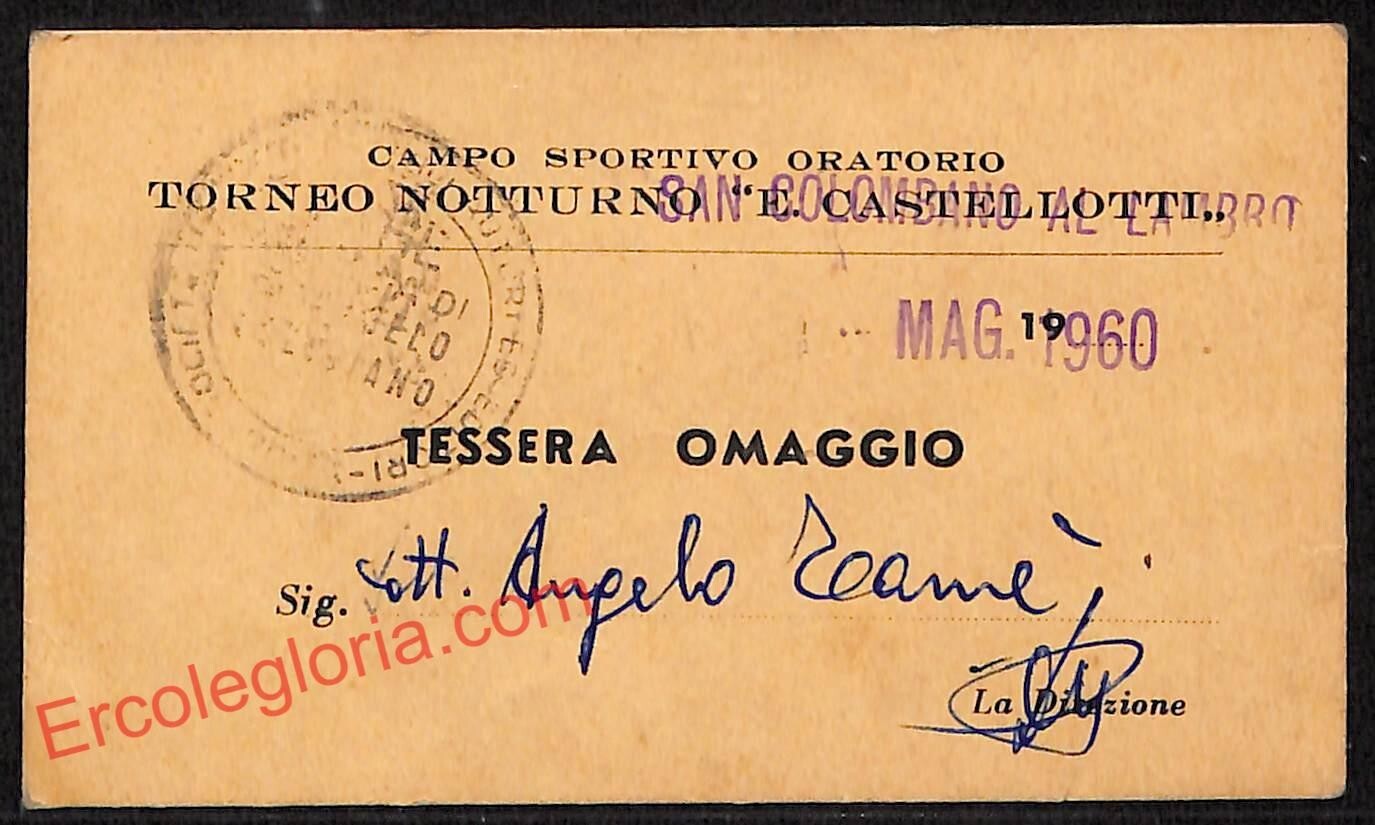 CAMPO SPORTIVO ORATORIO
TORNEO NOTTURNO “E. CASTELLOTTI„
SAN COLOMBANO AL LAMBRO
19
MAG. 1960
TESSERA OMAGGIO
Sig. Dott. Angelo
La Direzione
Ercolegloria.com